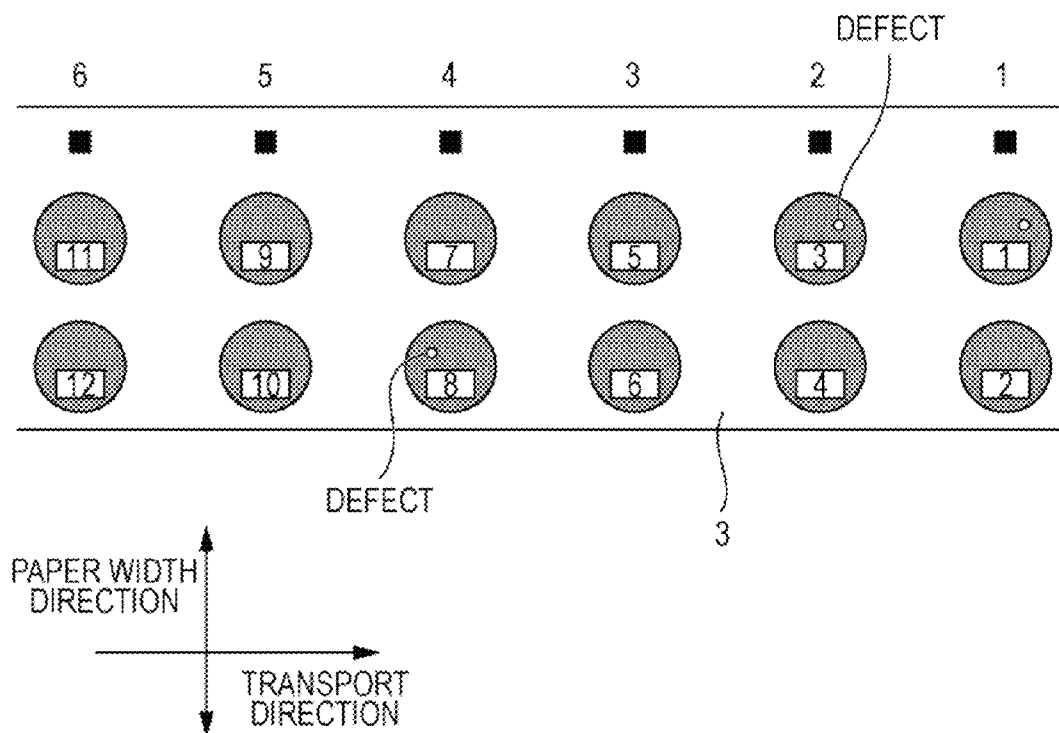 DEFECT
6 5 4 3 2 1
11 9 7 5 3 1
12 10 8 6 4 2
DEFECT
3
PAPER WIDTH
DIRECTION
TRANSPORT
DIRECTION